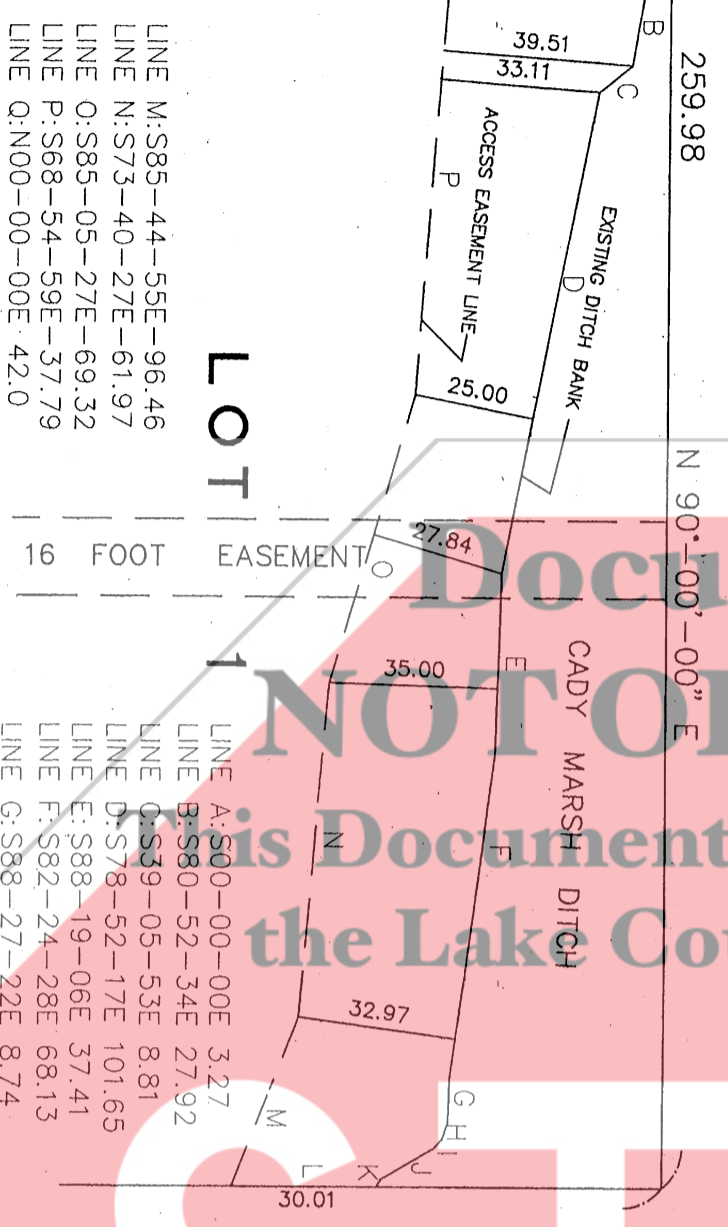 259.98
N 90°-00'-00" E
B
C
39.51
33.11
EXISTING DITCH BANK
D
ACCESS EASEMENT LINE
P
25.00
27.84
O
16 FOOT EASEMENT
CADY MARSH DITCH
E
35.00
F
N
32.97
G
H
I
J
K
L
M
30.01
LOT 1
LINE M:S85-44-55E-96.46
LINE N:S73-40-27E-61.97
LINE O:S85-05-27E-69.32
LINE P:S68-54-59E-37.79
LINE Q:N00-00-00E 42.0
LINE A:S00-00-00E 3.27
LINE B:S80-52-34E 27.92
LINE C:S39-05-53E 8.81
LINE D:S78-52-17E 101.65
LINE E:S88-19-06E 37.41
LINE F:S82-24-28E 68.13
LINE G:S88-27-22E 8.74
Docu
NOT O
This Document
the Lake Cou